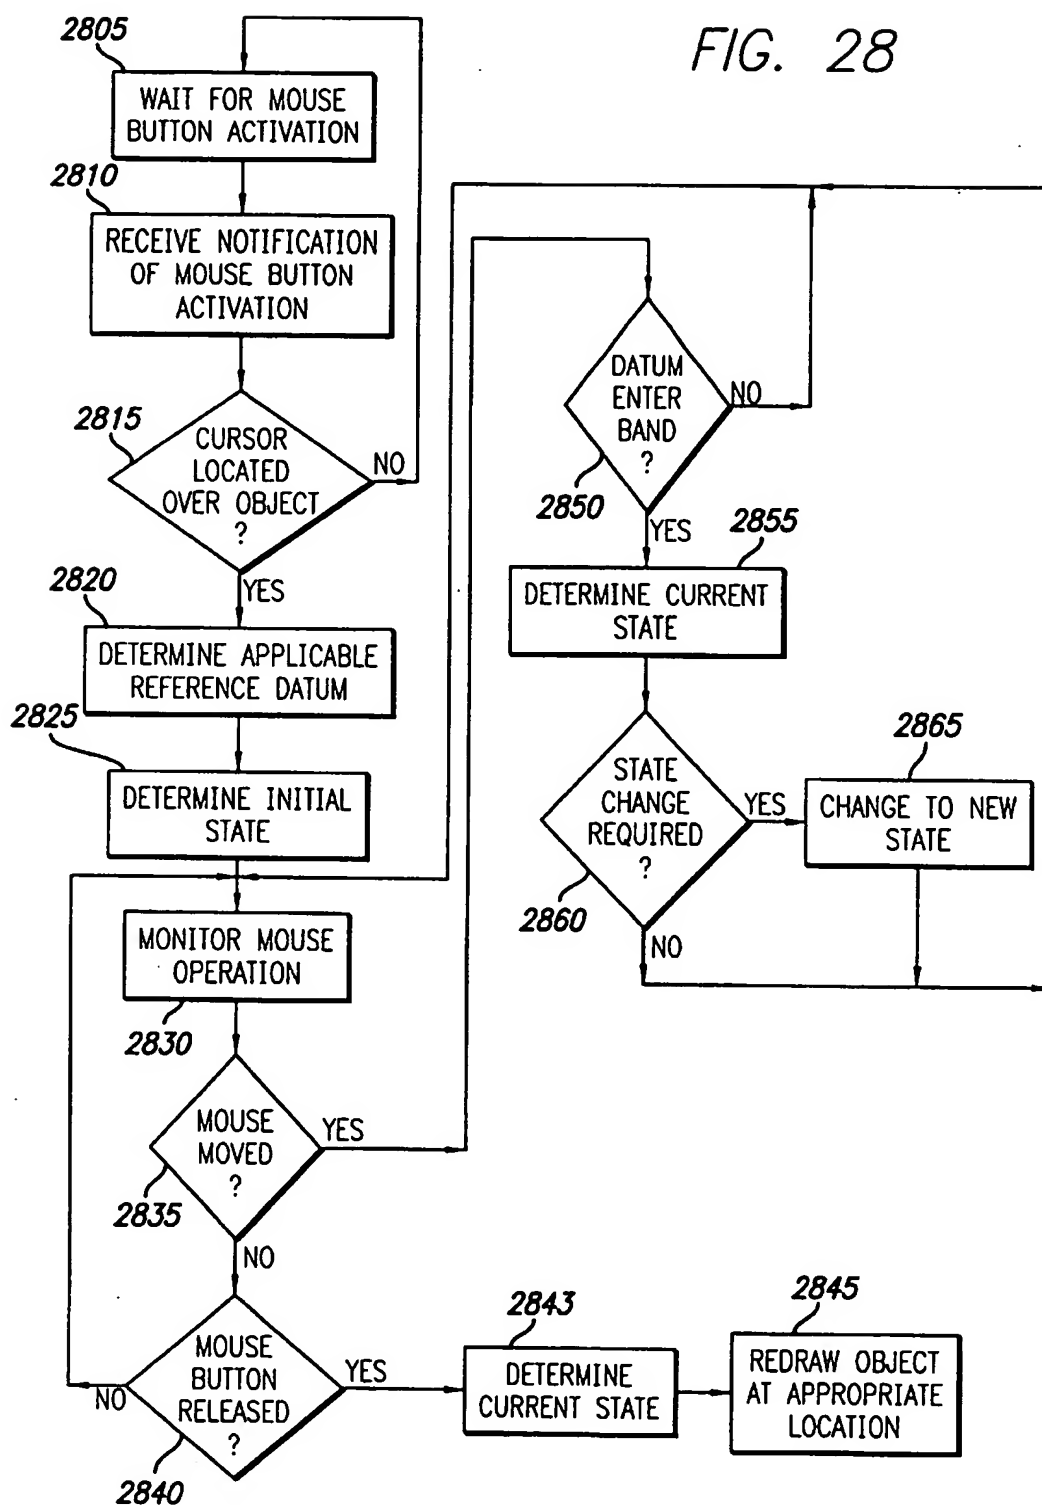 FIG. 28
2805
WAIT FOR MOUSE
BUTTON ACTIVATION
2810
RECEIVE NOTIFICATION
OF MOUSE BUTTON
ACTIVATION
2815
CURSOR
LOCATED
OVER OBJECT
?
NO
YES
2820
DETERMINE APPLICABLE
REFERENCE DATUM
2825
DETERMINE INITIAL
STATE
MONITOR MOUSE
OPERATION
2830
MOUSE
MOVED
?
YES
2835
NO
MOUSE
BUTTON
RELEASED
?
NO
YES
2840
2843
DETERMINE
CURRENT STATE
2845
REDRAW OBJECT
AT APPROPRIATE
LOCATION
DATUM
ENTER
BAND
?
NO
2850
YES
2855
DETERMINE CURRENT
STATE
STATE
CHANGE
REQUIRED
?
YES
2860
NO
2865
CHANGE TO NEW
STATE